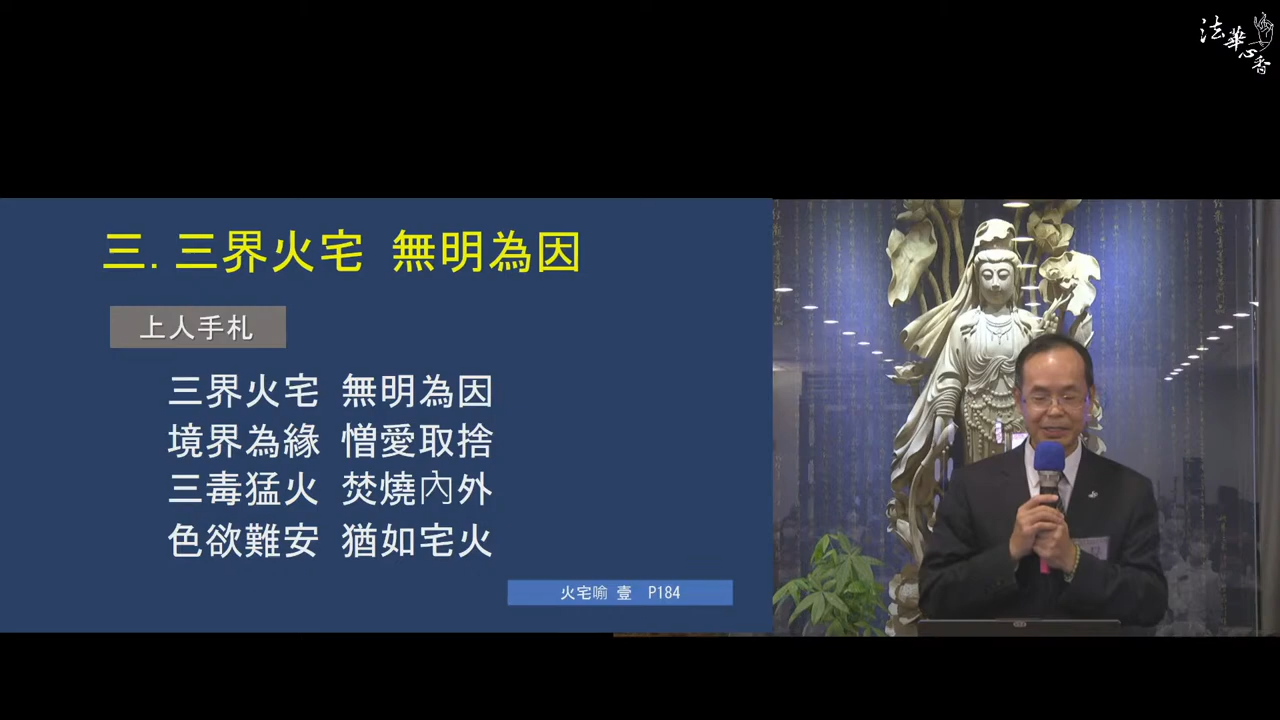 法華心香
三. 三界火宅 無明為因
上人手札
三界火宅 無明為因
境界為緣 憎愛取捨
三毒猛火 焚燒內外
色欲難安 猶如宅火
火宅喻 壹 P184